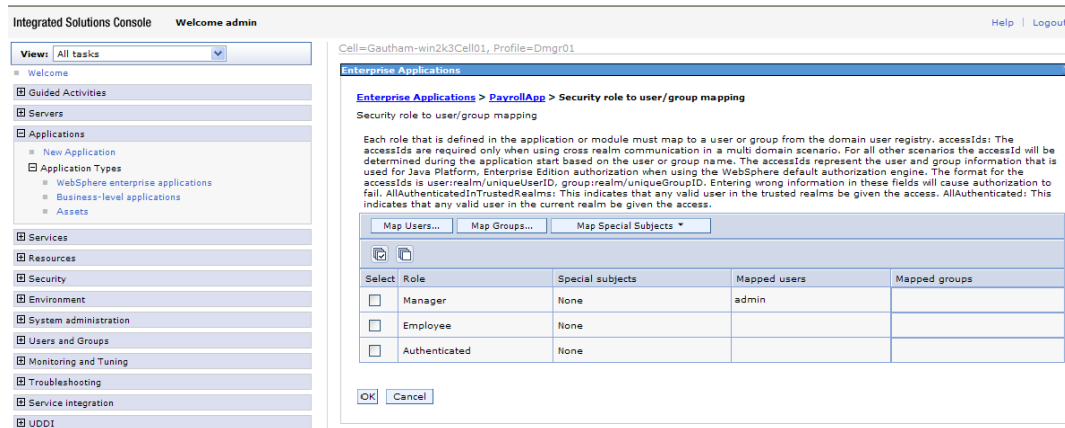 Integrated Solutions Console Welcome admin Help | Logout
View: All tasks
Welcome
Guided Activities
Servers
Applications
New Application
Application Types
WebSphere enterprise applications
Business-level applications
Assets
Services
Resources
Security
Environment
System administration
Users and Groups
Monitoring and Tuning
Troubleshooting
Service integration
UDDI
Cell=Gautham-win2k3Cell01, Profile=Dmgr01
Enterprise Applications
Enterprise Applications > PayrollApp > Security role to user/group mapping
Security role to user/group mapping
Each role that is defined in the application or module must map to a user or group from the domain user registry. accessIds: The
accessIds are required only when using cross realm communication in a multi domain scenario. For all other scenarios the accessId will be
determined during the application start based on the user or group name. The accessIds represent the user and group information that is
used for Java Platform, Enterprise Edition authorization when using the WebSphere default authorization engine. The format for the
accessIds is user:realm/uniqueUserID, group:realm/uniqueGroupID. Entering wrong information in these fields will cause authorization to
fail. AllAuthenticatedInTrustedRealms: This indicates that any valid user in the trusted realms be given the access. AllAuthenticated: This
indicates that any valid user in the current realm be given the access.
Map Users... Map Groups... Map Special Subjects
Select Role Special subjects Mapped users Mapped groups
Manager None admin
Employee None
Authenticated None
OK Cancel